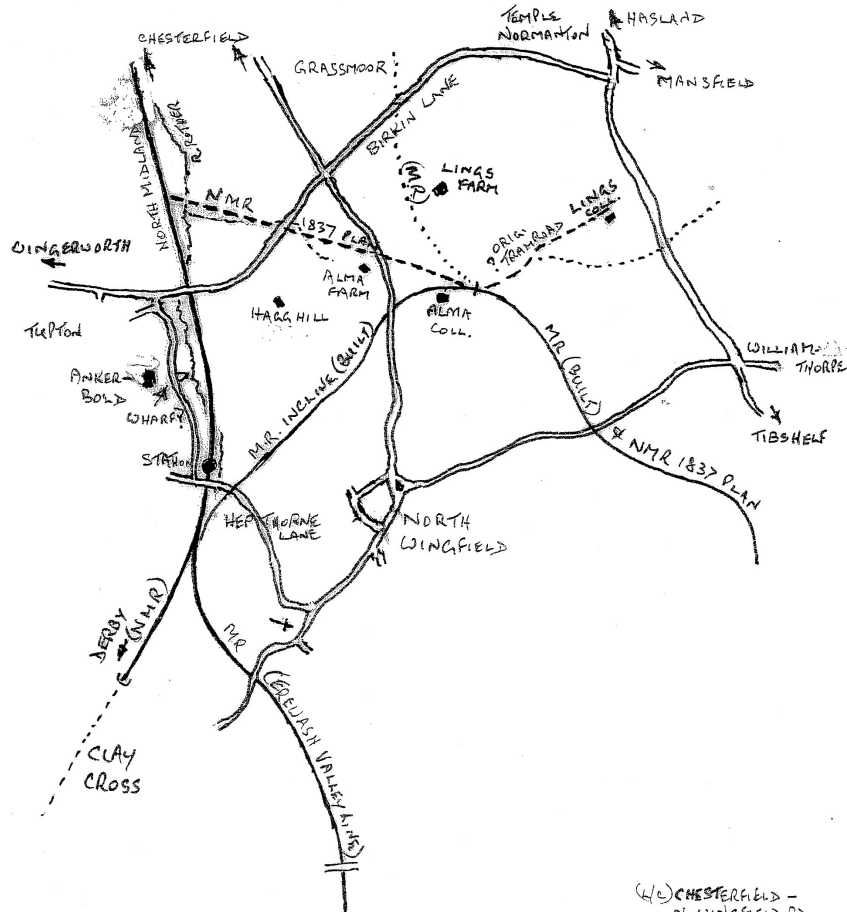 CHESTERFIELD
TEMPLE
NORMANTON
HASLAND
MANSFIELD
GRASSMOOR
BIRKIN LANE
NORTH MIDLAND
R. ROTHER
(MR)
LINGS
FARM
NMR
1837 PLAN
LINGS
COLL.
? ORIG.
TRAMROAD
WINGERWORTH
ALMA
FARM
HAGG HILL
ALMA
COLL.
TUPTON
MR (BUILT)
M.R. INCLINE (BUILT)
ANKER
BOLD
WHARF
WILLIAM-
THORPE
TIBSHELF
& NMR 1837 PLAN
STATION
HEPTHORNE
LANE
NORTH
WINGFIELD
DERBY
(NMR)
MR
(EREWASH VALLEY LINE)
CLAY
CROSS
CHESTERFIELD -